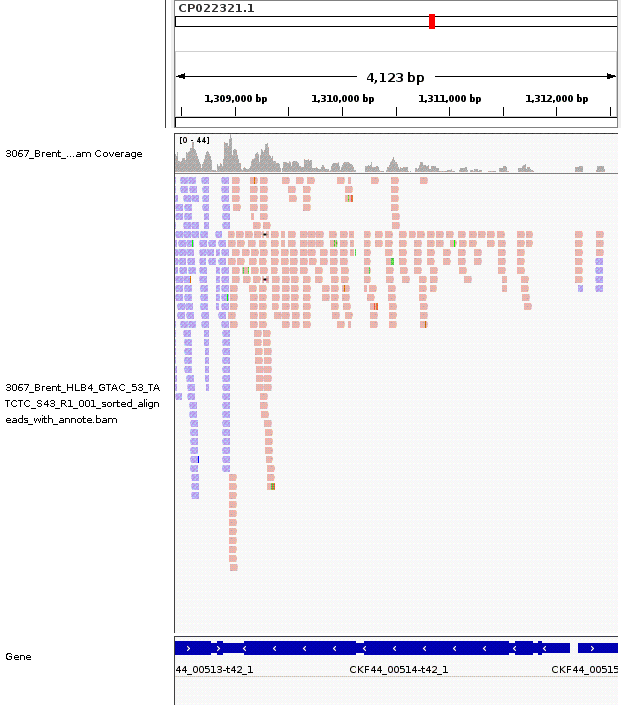 CP022321.1
4,123 bp
1,309,000 bp 1,310,000 bp 1,311,000 bp 1,312,000 bp
[0 - 44]
3067_Brent_...am Coverage
3067_Brent_HLB4_GTAC_53_TA
TCTC_S43_R1_001_sorted_align
eads_with_annote.bam
Gene
44_00513-t42_1 CKF44_00514-t42_1 CKF44_00515